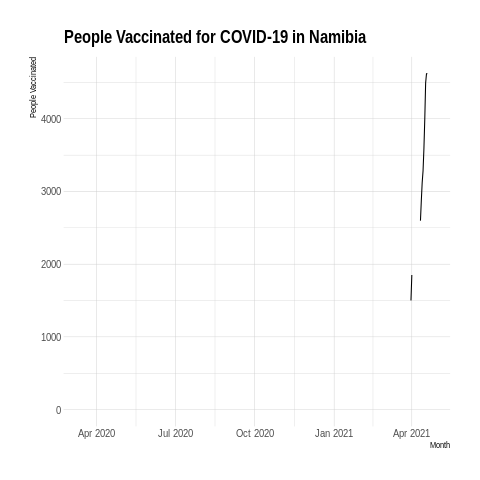 People Vaccinated for COVID-19 in Namibia
People Vaccinated
4000
3000
2000
1000
0
Apr 2020
Jul 2020
Oct 2020
Jan 2021
Apr 2021
Month